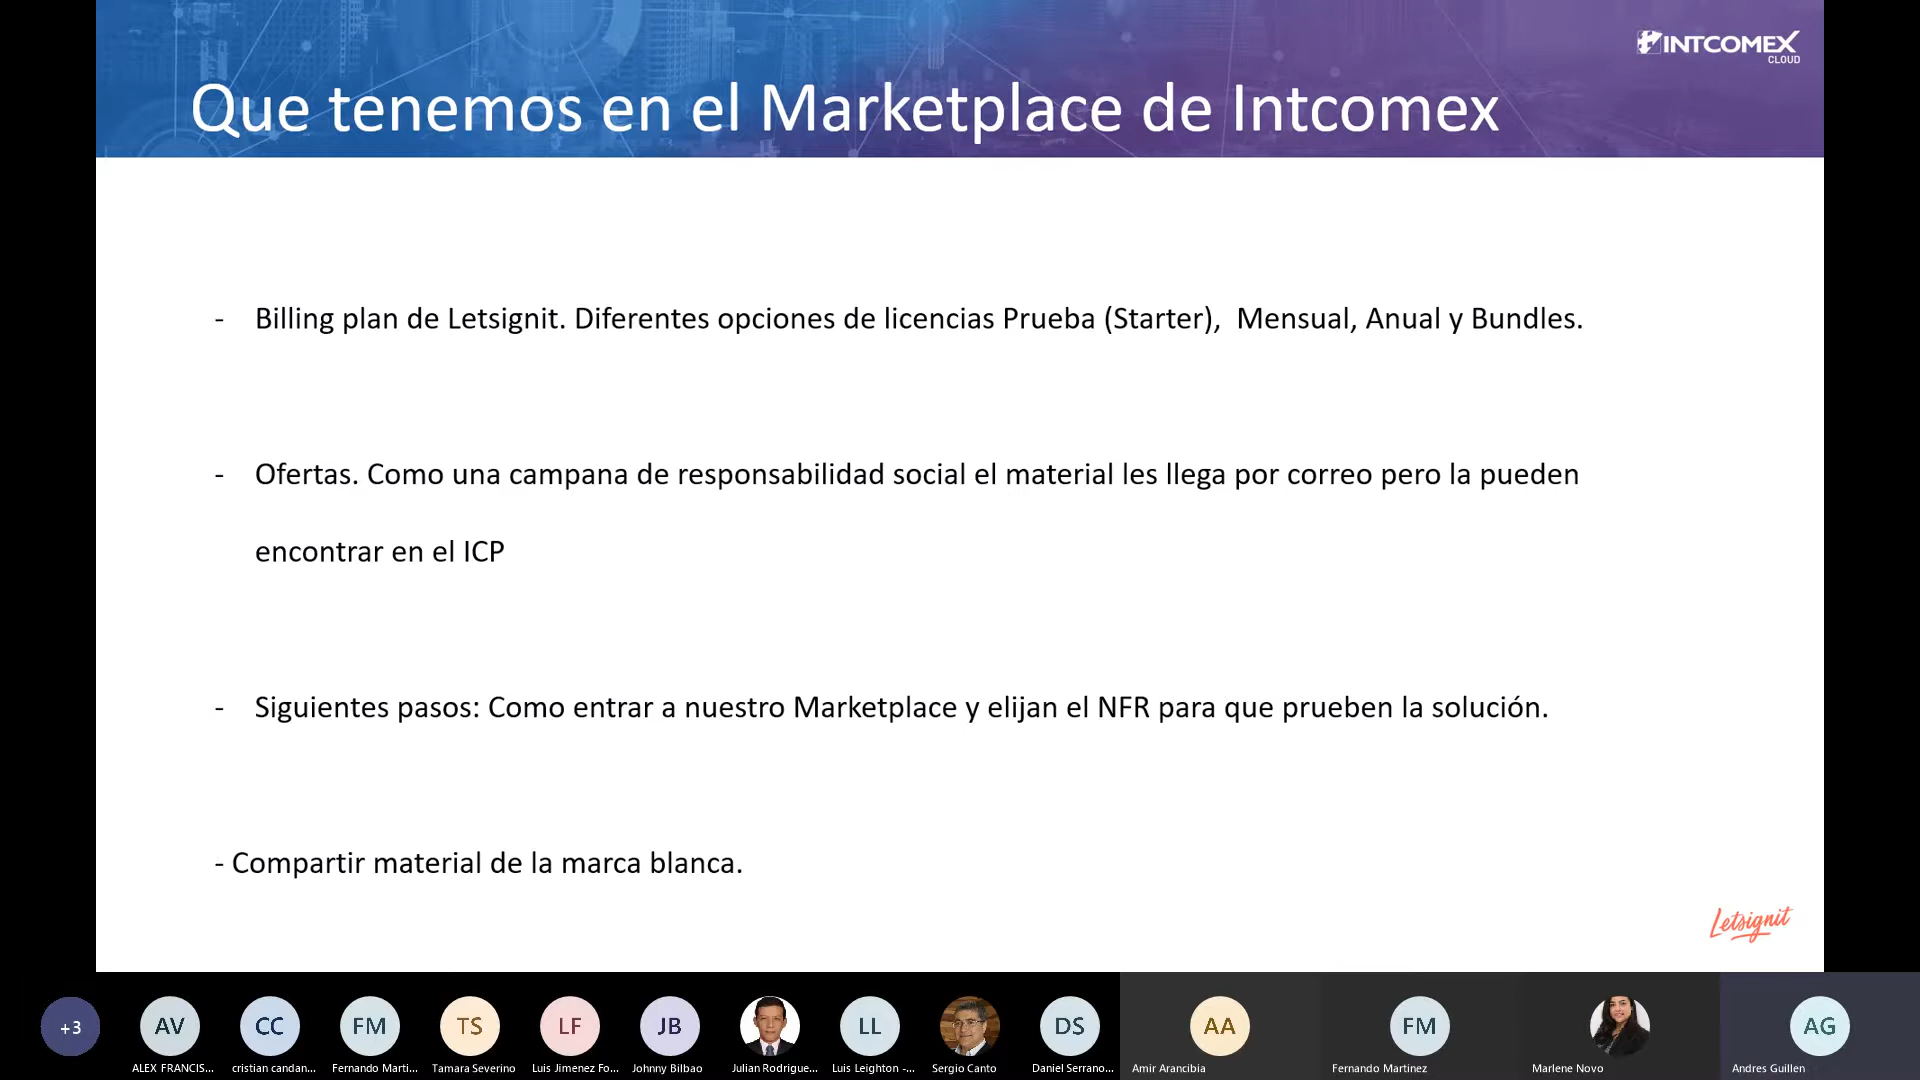 INTCOMEX
CLOUD
Que tenemos en el Marketplace de Intcomex
- Billing plan de Letsignit. Diferentes opciones de licencias Prueba (Starter), Mensual, Anual y Bundles.
- Ofertas. Como una campana de responsabilidad social el material les llega por correo pero la pueden
encontrar en el ICP
- Siguientes pasos: Como entrar a nuestro Marketplace y elijan el NFR para que prueben la solución.
- Compartir material de la marca blanca.
Letsignit
+3 AV CC FM TS LF JB LL DS AA FM AG
ALEX FRANCIS... cristian candan... Fernando Marti... Tamara Severino Luis Jimenez Fo... Johnny Bilbao Julian Rodrigue... Luis Leighton -... Sergio Canto Daniel Serrano... Amir Arancibia Fernando Martinez Marlene Novo Andres Guillen